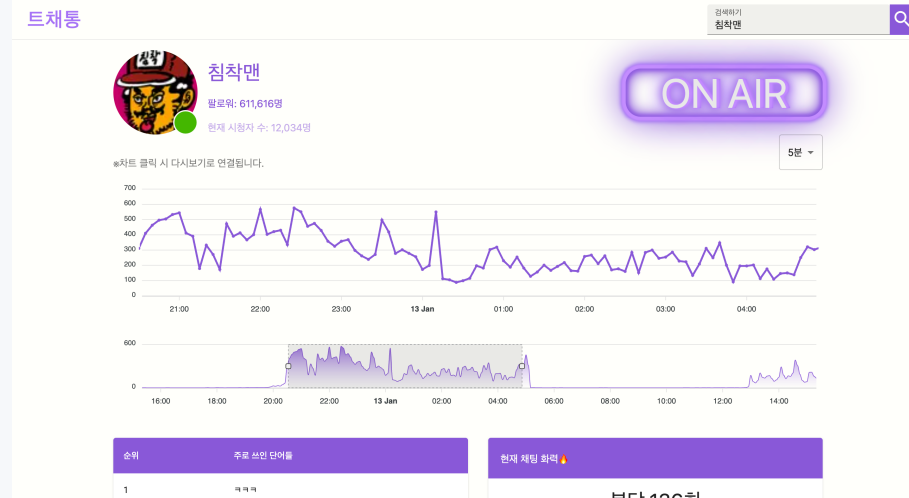 트채통
검색하기
침착맨
침착맨
팔로워: 611,616명
현재 시청자 수: 12,034명
ON AIR
5분
※차트 클릭 시 다시보기로 연결됩니다.
700
600
500
400
300
200
100
0
21:00 22:00 23:00 13 Jan 01:00 02:00 03:00 04:00
600
0
16:00 18:00 20:00 22:00 13 Jan 02:00 04:00 06:00 08:00 10:00 12:00 14:00
순위 주로 쓰인 단어들
현재 채팅 화력🔥
1 ㅋㅋㅋ